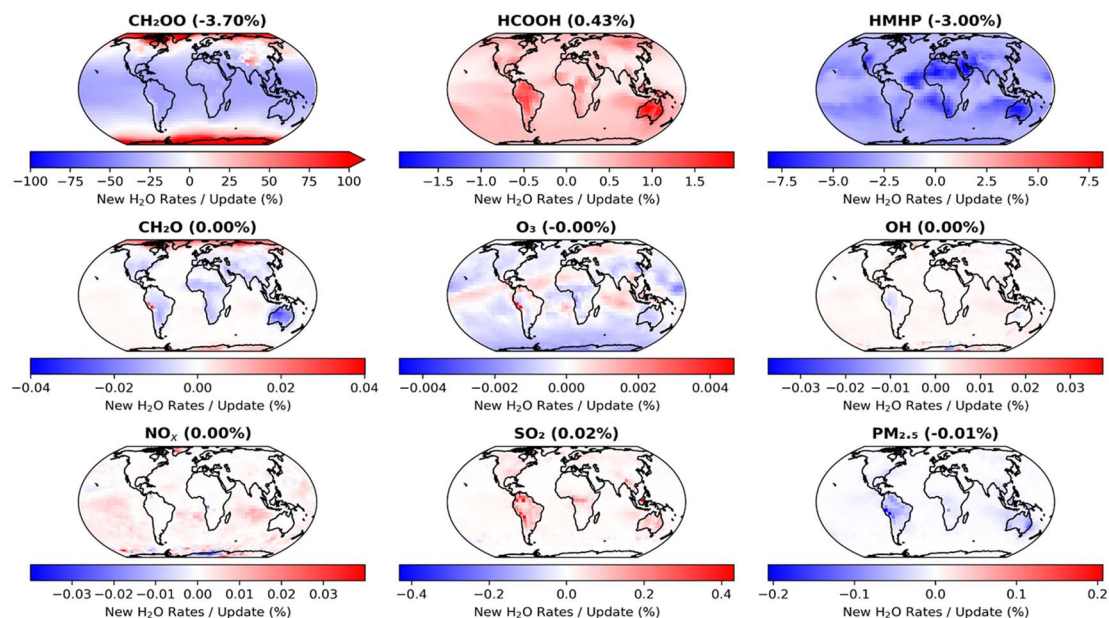 CH₂OO (-3.70%)
HCOOH (0.43%)
HMHP (-3.00%)
−100 −75 −50 −25 0 25 50 75 100
−1.5 −1.0 −0.5 0.0 0.5 1.0 1.5
−7.5 −5.0 −2.5 0.0 2.5 5.0 7.5
New H₂O Rates / Update (%)
New H₂O Rates / Update (%)
New H₂O Rates / Update (%)
CH₂O (0.00%)
O₃ (-0.00%)
OH (0.00%)
−0.04 −0.02 0.00 0.02 0.04
−0.004 −0.002 0.000 0.002 0.004
−0.03 −0.02 −0.01 0.00 0.01 0.02 0.03
New H₂O Rates / Update (%)
New H₂O Rates / Update (%)
New H₂O Rates / Update (%)
NOₓ (0.00%)
SO₂ (0.02%)
PM₂.₅ (-0.01%)
−0.03 −0.02 −0.01 0.00 0.01 0.02 0.03
−0.4 −0.2 0.0 0.2 0.4
−0.2 −0.1 0.0 0.1 0.2
New H₂O Rates / Update (%)
New H₂O Rates / Update (%)
New H₂O Rates / Update (%)